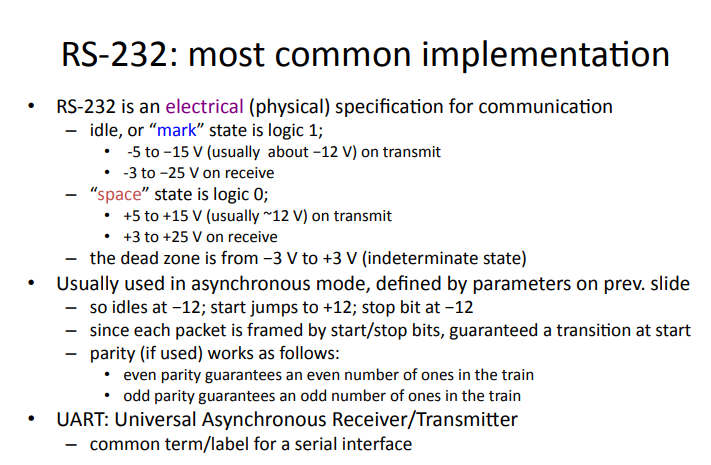 RS-232: most common implementation
• RS-232 is an electrical (physical) specification for communication
– idle, or “mark” state is logic 1;
• -5 to −15 V (usually about −12 V) on transmit
• -3 to −25 V on receive
– “space” state is logic 0;
• +5 to +15 V (usually ~12 V) on transmit
• +3 to +25 V on receive
– the dead zone is from −3 V to +3 V (indeterminate state)
• Usually used in asynchronous mode, defined by parameters on prev. slide
– so idles at −12; start jumps to +12; stop bit at −12
– since each packet is framed by start/stop bits, guaranteed a transition at start
– parity (if used) works as follows:
• even parity guarantees an even number of ones in the train
• odd parity guarantees an odd number of ones in the train
• UART: Universal Asynchronous Receiver/Transmitter
– common term/label for a serial interface